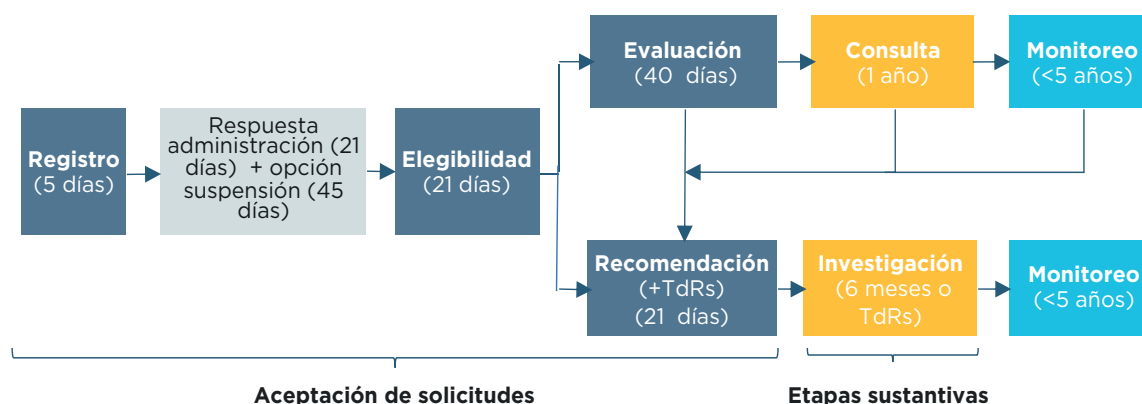 Evaluación
(40 días)
Consulta
(1 año)
Monitoreo
(<5 años)
Registro
(5 días)
Respuesta
administración (21
días) + opción
suspensión (45
días)
Elegibilidad
(21 días)
Recomendación
(+TdRs)
(21 días)
Investigación
(6 meses o
TdRs)
Monitoreo
(<5 años)
Aceptación de solicitudes
Etapas sustantivas